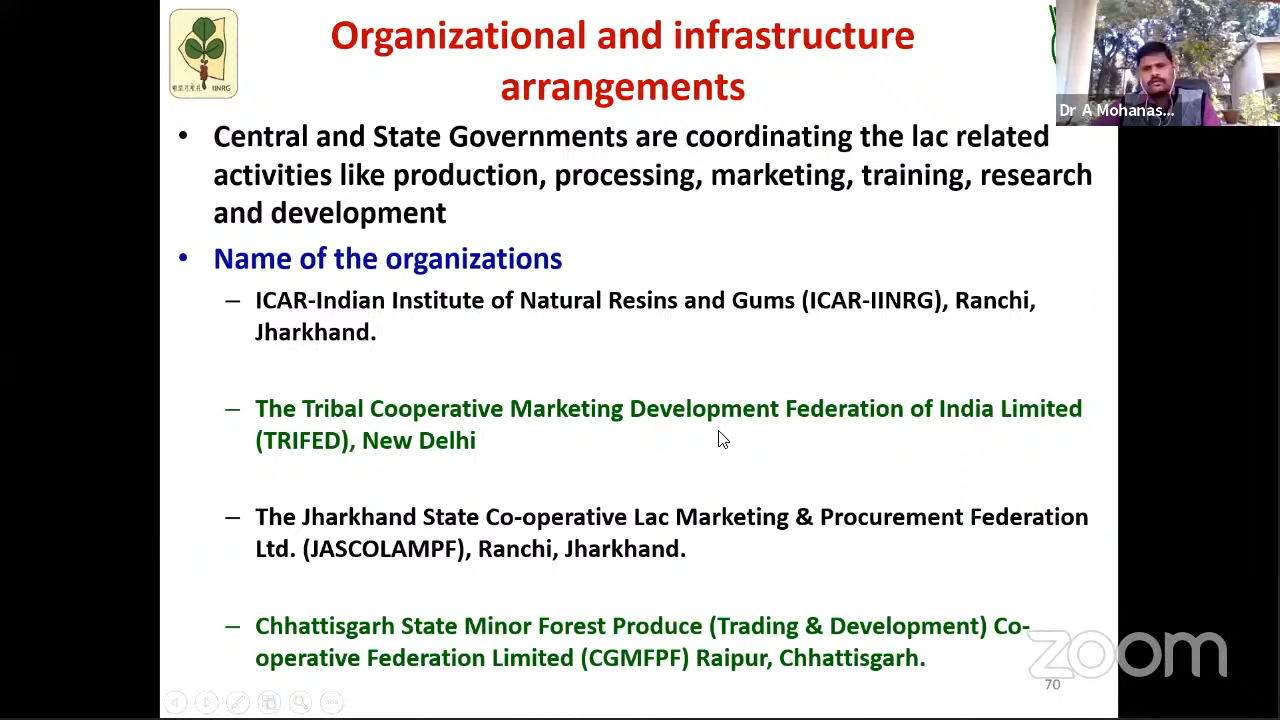 Organizational and infrastructure
arrangements
Dr A Mohanas...
IINRG
• Central and State Governments are coordinating the lac related
activities like production, processing, marketing, training, research
and development
• Name of the organizations
– ICAR-Indian Institute of Natural Resins and Gums (ICAR-IINRG), Ranchi,
Jharkhand.
– The Tribal Cooperative Marketing Development Federation of India Limited
(TRIFED), New Delhi
– The Jharkhand State Co-operative Lac Marketing & Procurement Federation
Ltd. (JASCOLAMPF), Ranchi, Jharkhand.
– Chhattisgarh State Minor Forest Produce (Trading & Development) Co-
operative Federation Limited (CGMFPF) Raipur, Chhattisgarh.
zoom
70